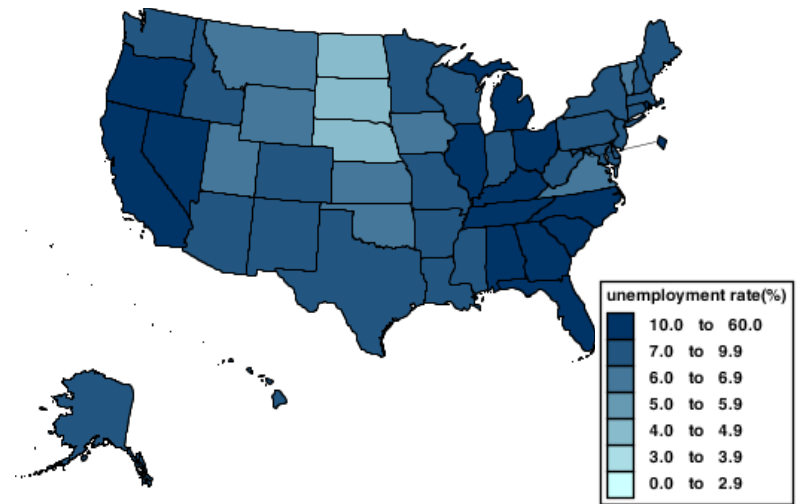 unemployment rate(%)
10.0 to 60.0
7.0 to 9.9
6.0 to 6.9
5.0 to 5.9
4.0 to 4.9
3.0 to 3.9
0.0 to 2.9